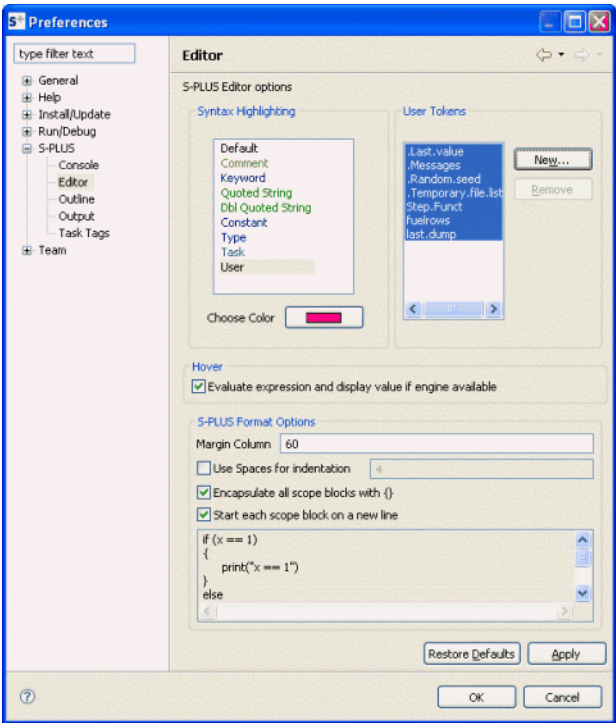 S+ Preferences
type filter text
General
Help
Install/Update
Run/Debug
S-PLUS
Console
Editor
Outline
Output
Task Tags
Team
Editor
S-PLUS Editor options
Syntax Highlighting
Default
Comment
Keyword
Quoted String
Dbl Quoted String
Constant
Type
Task
User
Choose Color
User Tokens
.Last.value
.Messages
.Random.seed
.Temporary.file.list
Step.Funct
fuelrows
last.dump
New...
Remove
Hover
Evaluate expression and display value if engine available
S-PLUS Format Options
Margin Column 60
Use Spaces for indentation 4
Encapsulate all scope blocks with {}
Start each scope block on a new line
if (x == 1)
{
print("x == 1")
}
else
Restore Defaults Apply
? OK Cancel